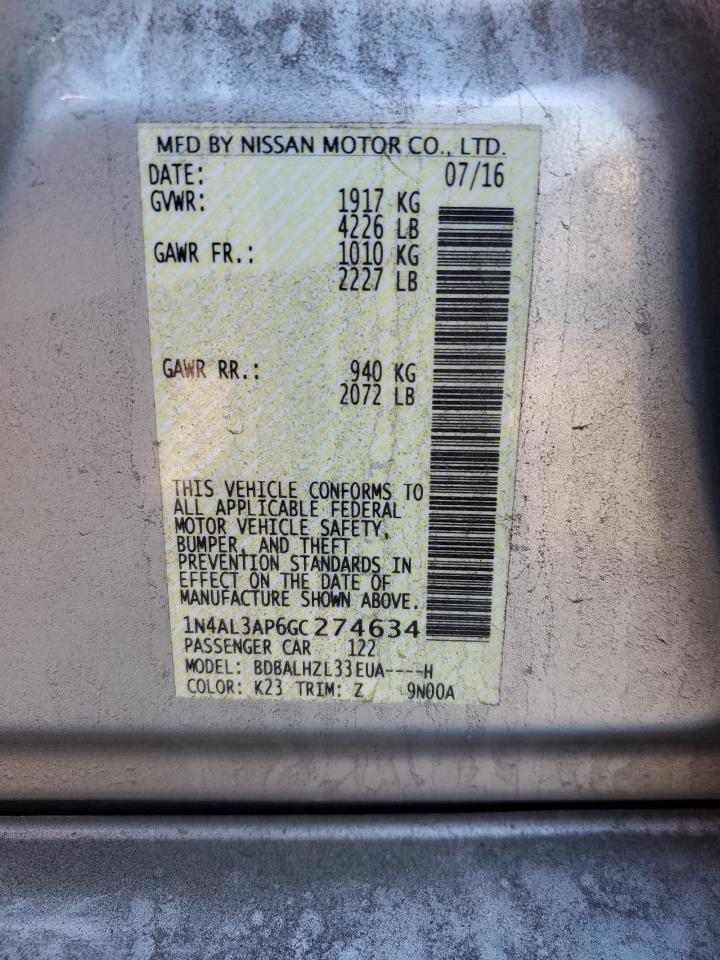 MFD BY NISSAN MOTOR CO., LTD.
DATE: 07/16
GVWR: 1917 KG
4226 LB
GAWR FR.: 1010 KG
2227 LB
GAWR RR.: 940 KG
2072 LB
THIS VEHICLE CONFORMS TO
ALL APPLICABLE FEDERAL
MOTOR VEHICLE SAFETY,
BUMPER, AND THEFT
PREVENTION STANDARDS IN
EFFECT ON THE DATE OF
MANUFACTURE SHOWN ABOVE.
1N4AL3AP6GC274634
PASSENGER CAR 122
MODEL: BDBALHZL33EUA----H
COLOR: K23 TRIM: Z 9N00A